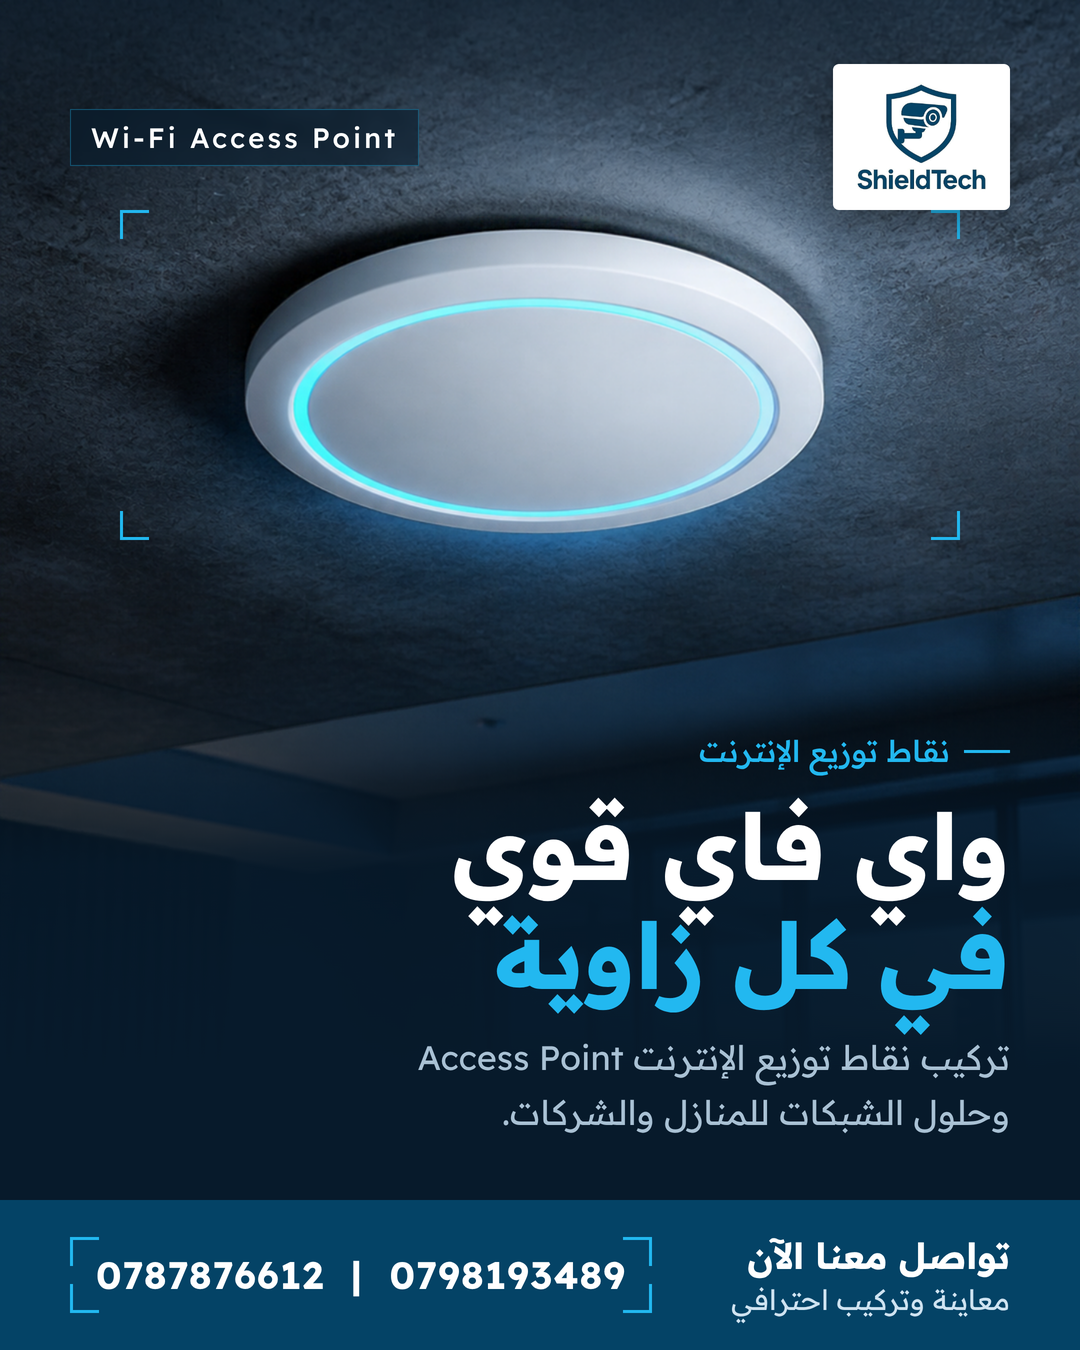 Wi-Fi Access Point
ShieldTech
نقاط توزيع الإنترنت
واي فاي قوي
في كل زاوية
تركيب نقاط توزيع الإنترنت Access Point
وحلول الشبكات للمنازل والشركات.
تواصل معنا الآن
معاينة وتركيب احترافي
0787876612 | 0798193489